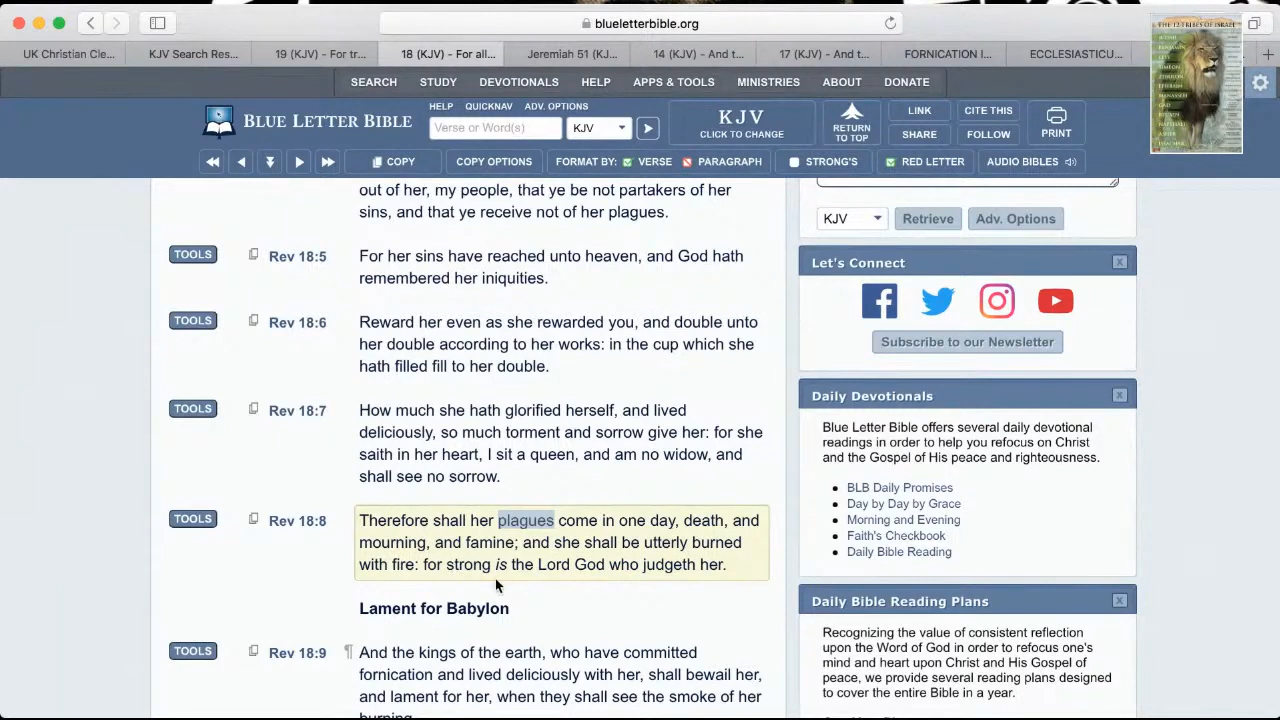 blueletterbible.org
UK Christian Cle...
KJV Search Res...
19 (KJV) - For tr...
18 (KJV) - For all...
Jeremiah 51 (KJ...
14 (KJV) - And t...
17 (KJV) - And t...
FORNICATION I...
ECCLESIASTICU...
THE 12 TRIBES OF ISRAEL
SEARCH STUDY DEVOTIONALS HELP APPS & TOOLS MINISTRIES ABOUT DONATE
BLUE LETTER BIBLE
HELP QUICKNAV ADV. OPTIONS
Verse or Word(s)
KJV
KJV
CLICK TO CHANGE
RETURN
TO TOP
LINK
CITE THIS
SHARE
FOLLOW
PRINT
COPY
COPY OPTIONS
FORMAT BY: VERSE PARAGRAPH
STRONG'S
RED LETTER
AUDIO BIBLES
out of her, my people, that ye be not partakers of her
sins, and that ye receive not of her plagues.
TOOLS Rev 18:5 For her sins have reached unto heaven, and God hath
remembered her iniquities.
TOOLS Rev 18:6 Reward her even as she rewarded you, and double unto
her double according to her works: in the cup which she
hath filled fill to her double.
TOOLS Rev 18:7 How much she hath glorified herself, and lived
deliciously, so much torment and sorrow give her: for she
saith in her heart, I sit a queen, and am no widow, and
shall see no sorrow.
TOOLS Rev 18:8 Therefore shall her plagues come in one day, death, and
mourning, and famine; and she shall be utterly burned
with fire: for strong is the Lord God who judgeth her.
Lament for Babylon
TOOLS Rev 18:9 ¶ And the kings of the earth, who have committed
fornication and lived deliciously with her, shall bewail her,
and lament for her, when they shall see the smoke of her
burning,
KJV
Retrieve
Adv. Options
Let's Connect
X
Subscribe to our Newsletter
Daily Devotionals
X
Blue Letter Bible offers several daily devotional
readings in order to help you refocus on Christ
and the Gospel of His peace and righteousness.
BLB Daily Promises
Day by Day by Grace
Morning and Evening
Faith's Checkbook
Daily Bible Reading
Daily Bible Reading Plans
X
Recognizing the value of consistent reflection
upon the Word of God in order to refocus one's
mind and heart upon Christ and His Gospel of
peace, we provide several reading plans designed
to cover the entire Bible in a year.